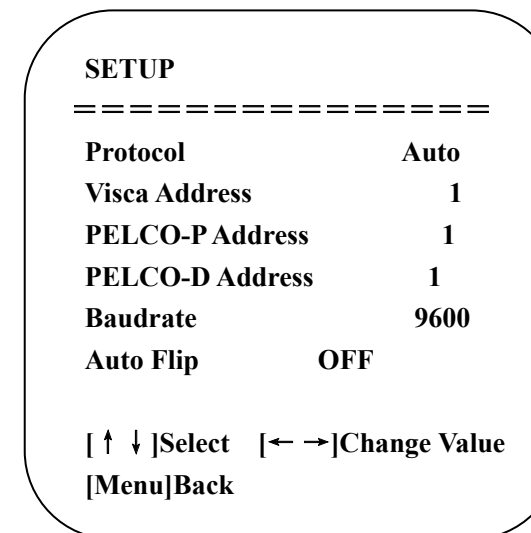 SETUP
================
Protocol Auto
Visca Address 1
PELCO-P Address 1
PELCO-D Address 1
Baudrate 9600
Auto Flip OFF
[↑ ↓]Select [← →]Change Value
[Menu]Back